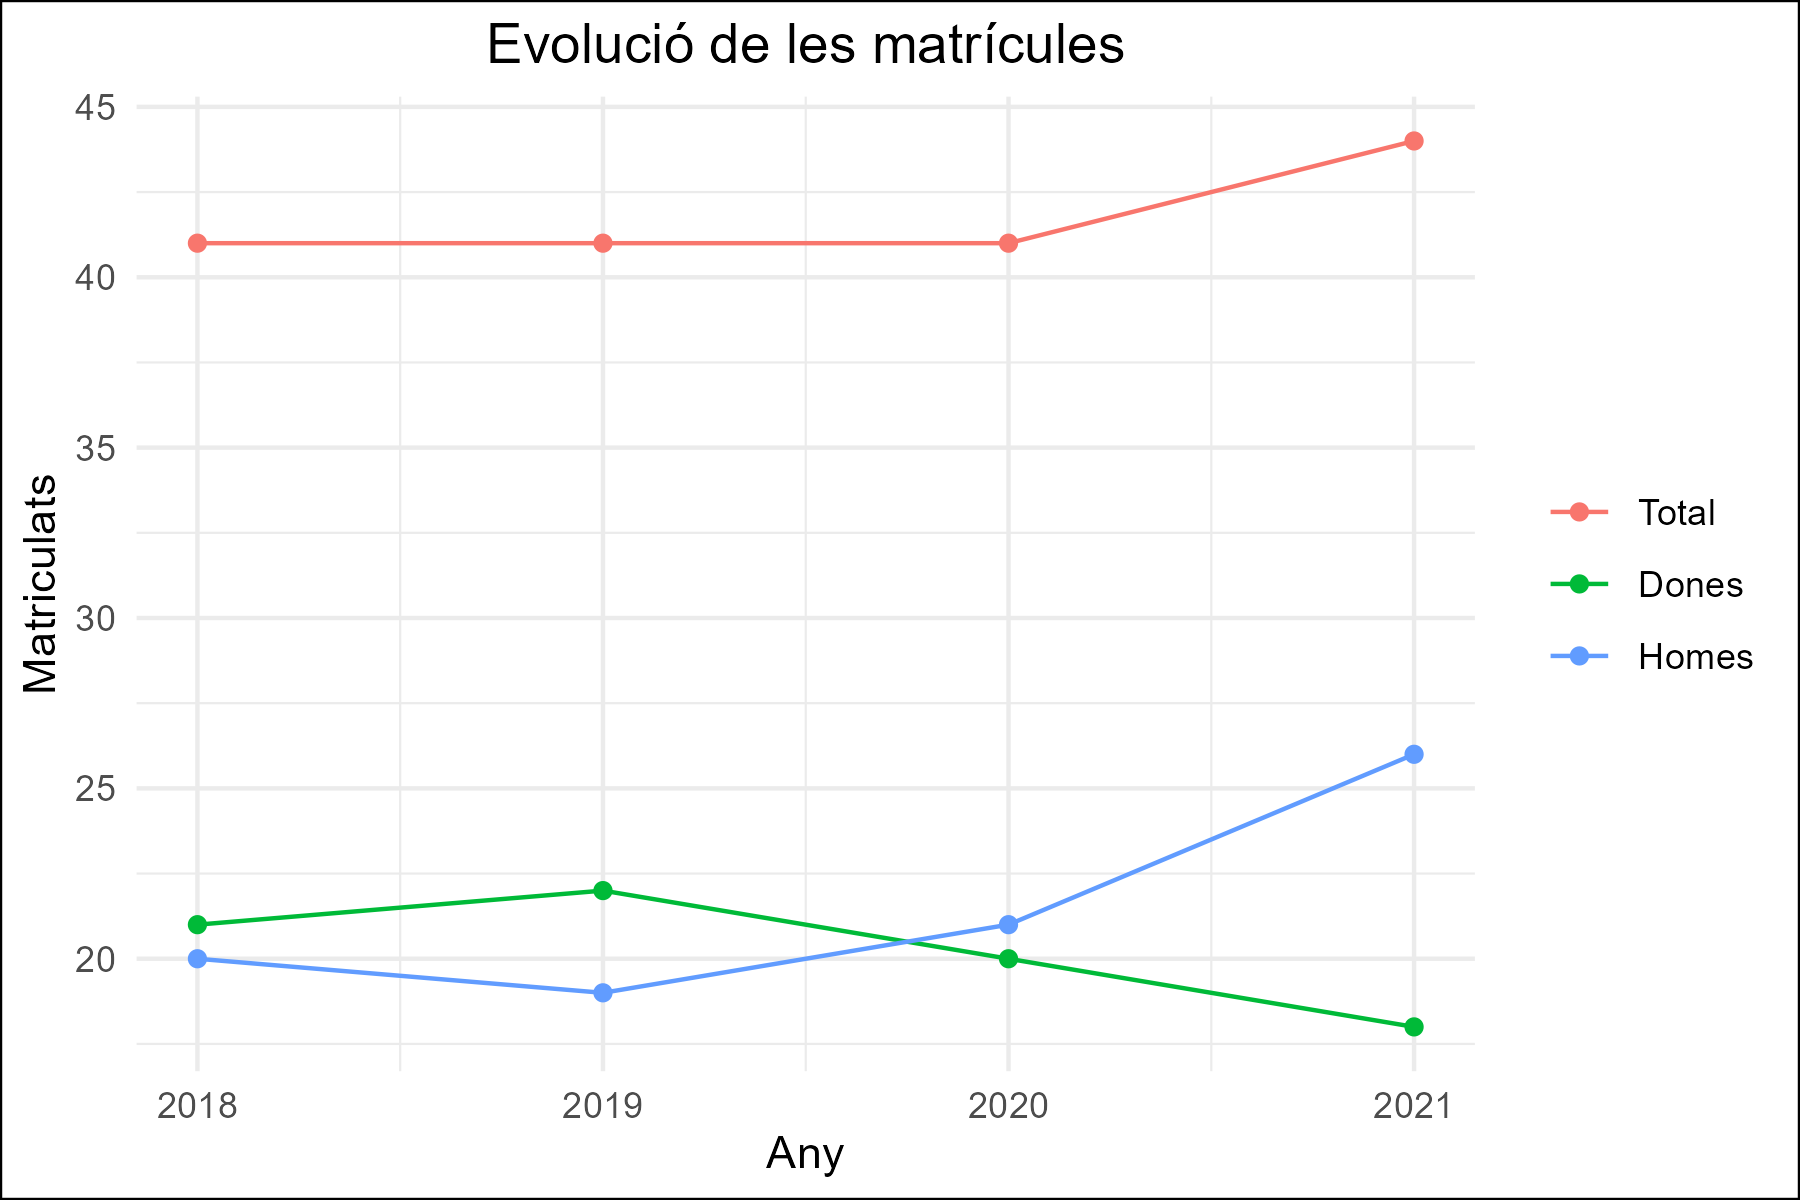 Evolució de les matrícules
45
40
35
30
25
20
Matriculats
2018
2019
2020
2021
Any
Total
Dones
Homes